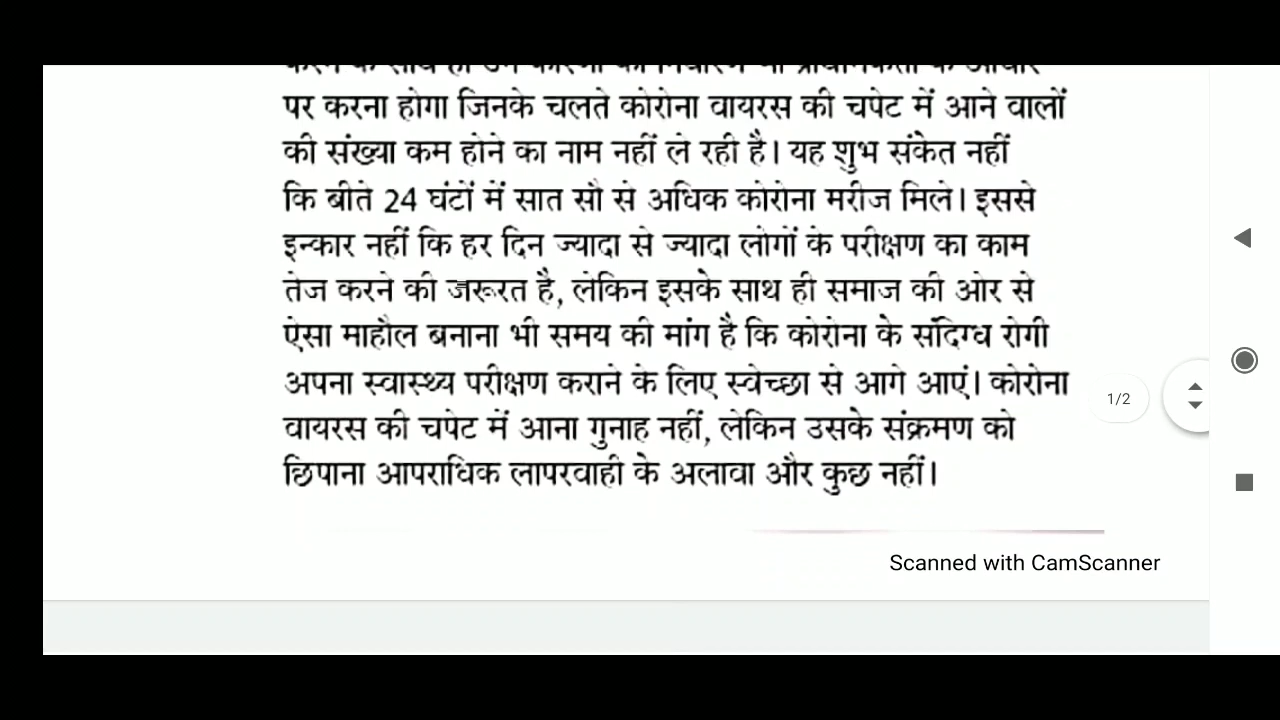 पर करना होगा जिनके चलते कोरोना वायरस की चपेट में आने वालों
की संख्या कम होने का नाम नहीं ले रही है। यह शुभ संकेत नहीं
कि बीते 24 घंटों में सात सौ से अधिक कोरोना मरीज मिले। इससे
इन्कार नहीं कि हर दिन ज्यादा से ज्यादा लोगों के परीक्षण का काम
तेज करने की जरूरत है, लेकिन इसके साथ ही समाज की ओर से
ऐसा माहौल बनाना भी समय की मांग है कि कोरोना के संदिग्ध रोगी
अपना स्वास्थ्य परीक्षण कराने के लिए स्वेच्छा से आगे आएं। कोरोना
वायरस की चपेट में आना गुनाह नहीं, लेकिन उसके संक्रमण को
छिपाना आपराधिक लापरवाही के अलावा और कुछ नहीं।
1/2
Scanned with CamScanner